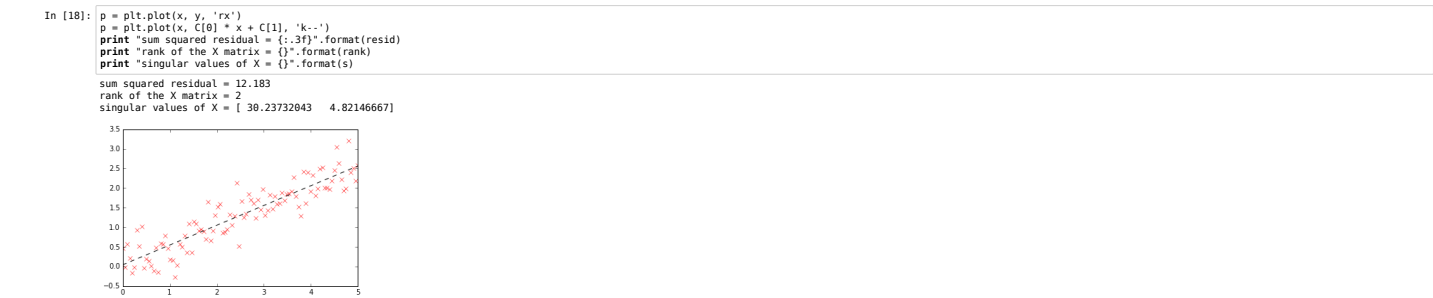 In [18]: p = plt.plot(x, y, 'rx')
p = plt.plot(x, C[0] * x + C[1], 'k--')
print "sum squared residual = {:.3f}".format(resid)
print "rank of the X matrix = {}".format(rank)
print "singular values of X = {}".format(s)
sum squared residual = 12.183
rank of the X matrix = 2
singular values of X = [ 30.23732043   4.82146667]
3.5
3.0
2.5
2.0
1.5
1.0
0.5
0.0
−0.5
0 1 2 3 4 5